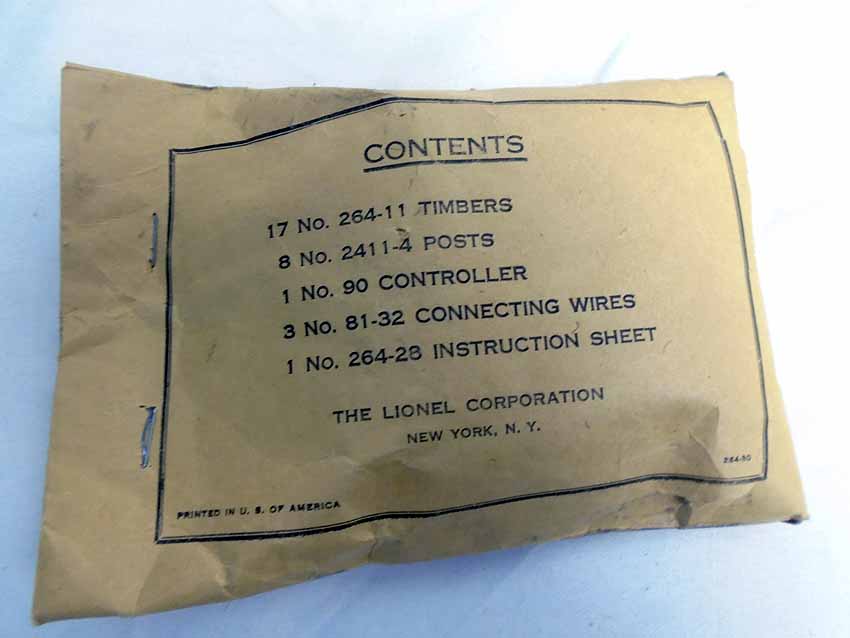 CONTENTS
17 No. 264-11 TIMBERS
8 No. 2411-4 POSTS
1 No. 90 CONTROLLER
3 No. 81-32 CONNECTING WIRES
1 No. 264-28 INSTRUCTION SHEET
THE LIONEL CORPORATION
NEW YORK, N. Y.
264-30
PRINTED IN U. S. OF AMERICA